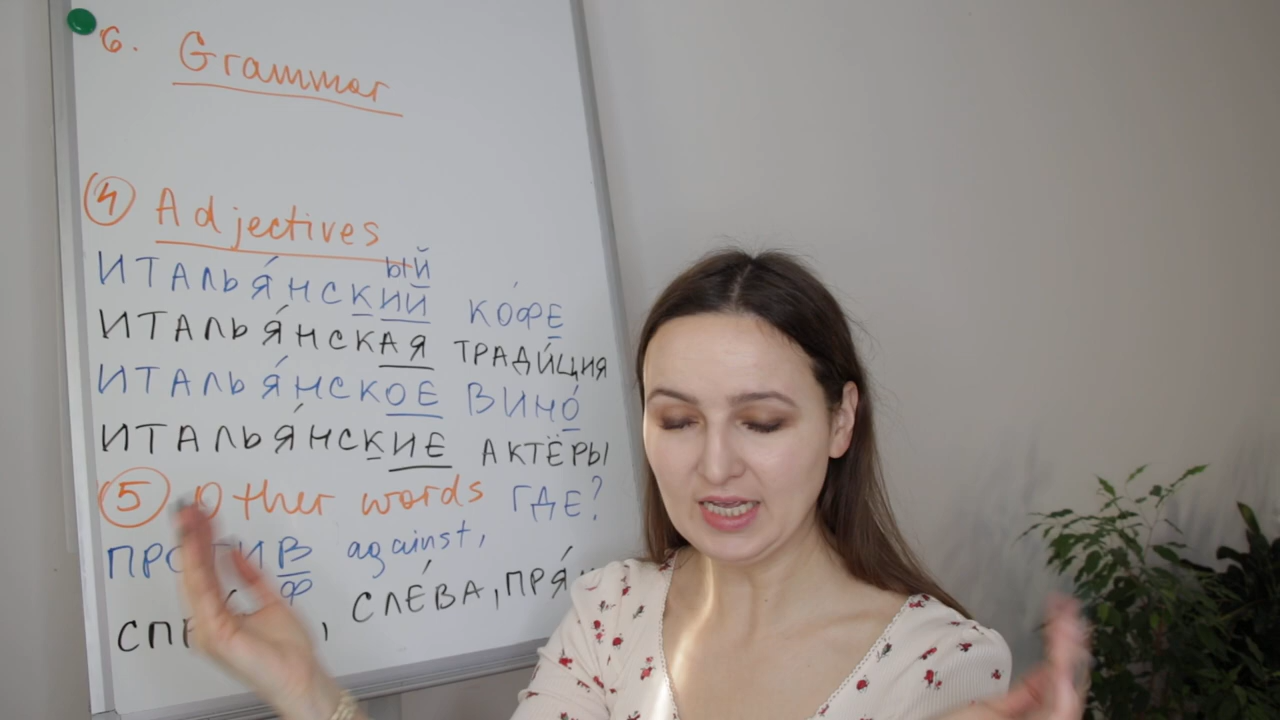 6. Grammar
4 Adjectives
ЫЙ
ИТАЛЬЯ́НСКИЙ КО́ФЕ
ИТАЛЬЯ́НСКАЯ ТРАДИ́ЦИЯ
ИТАЛЬЯ́НСКОЕ ВИНО́
ИТАЛЬЯ́НСКИЕ АКТЁРЫ
5 Other words ГДЕ?
against,
Ф
СЛЕ́ВА,